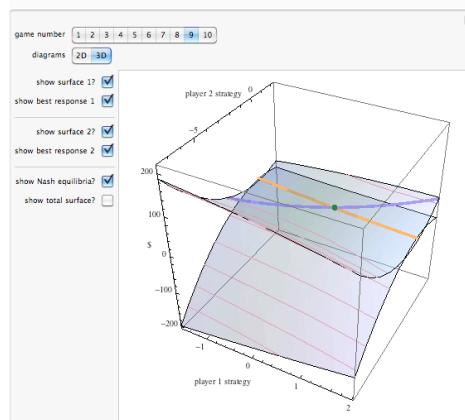 game number 1 2 3 4 5 6 7 8 9 10
diagrams 2D 3D
show surface 1?
show best response 1
show surface 2?
show best response 2
show Nash equilibria?
show total surface?
player 2 strategy
0
−5
200
100
$
0
−100
−200
−1
0
1
2
player 1 strategy